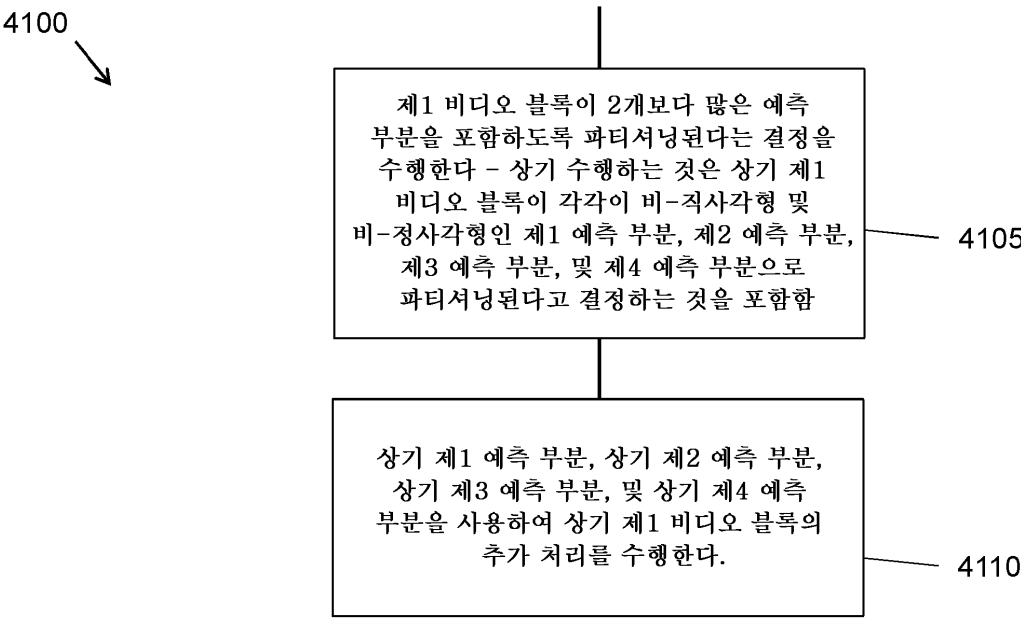 4100
제1 비디오 블록이 2개보다 많은 예측
부분을 포함하도록 파티셔닝된다는 결정을
수행한다 - 상기 수행하는 것은 상기 제1
비디오 블록이 각각이 비-직사각형 및
비-정사각형인 제1 예측 부분, 제2 예측 부분,
제3 예측 부분, 및 제4 예측 부분으로
파티셔닝된다고 결정하는 것을 포함함
4105
상기 제1 예측 부분, 상기 제2 예측 부분,
상기 제3 예측 부분, 및 상기 제4 예측
부분을 사용하여 상기 제1 비디오 블록의
추가 처리를 수행한다.
4110